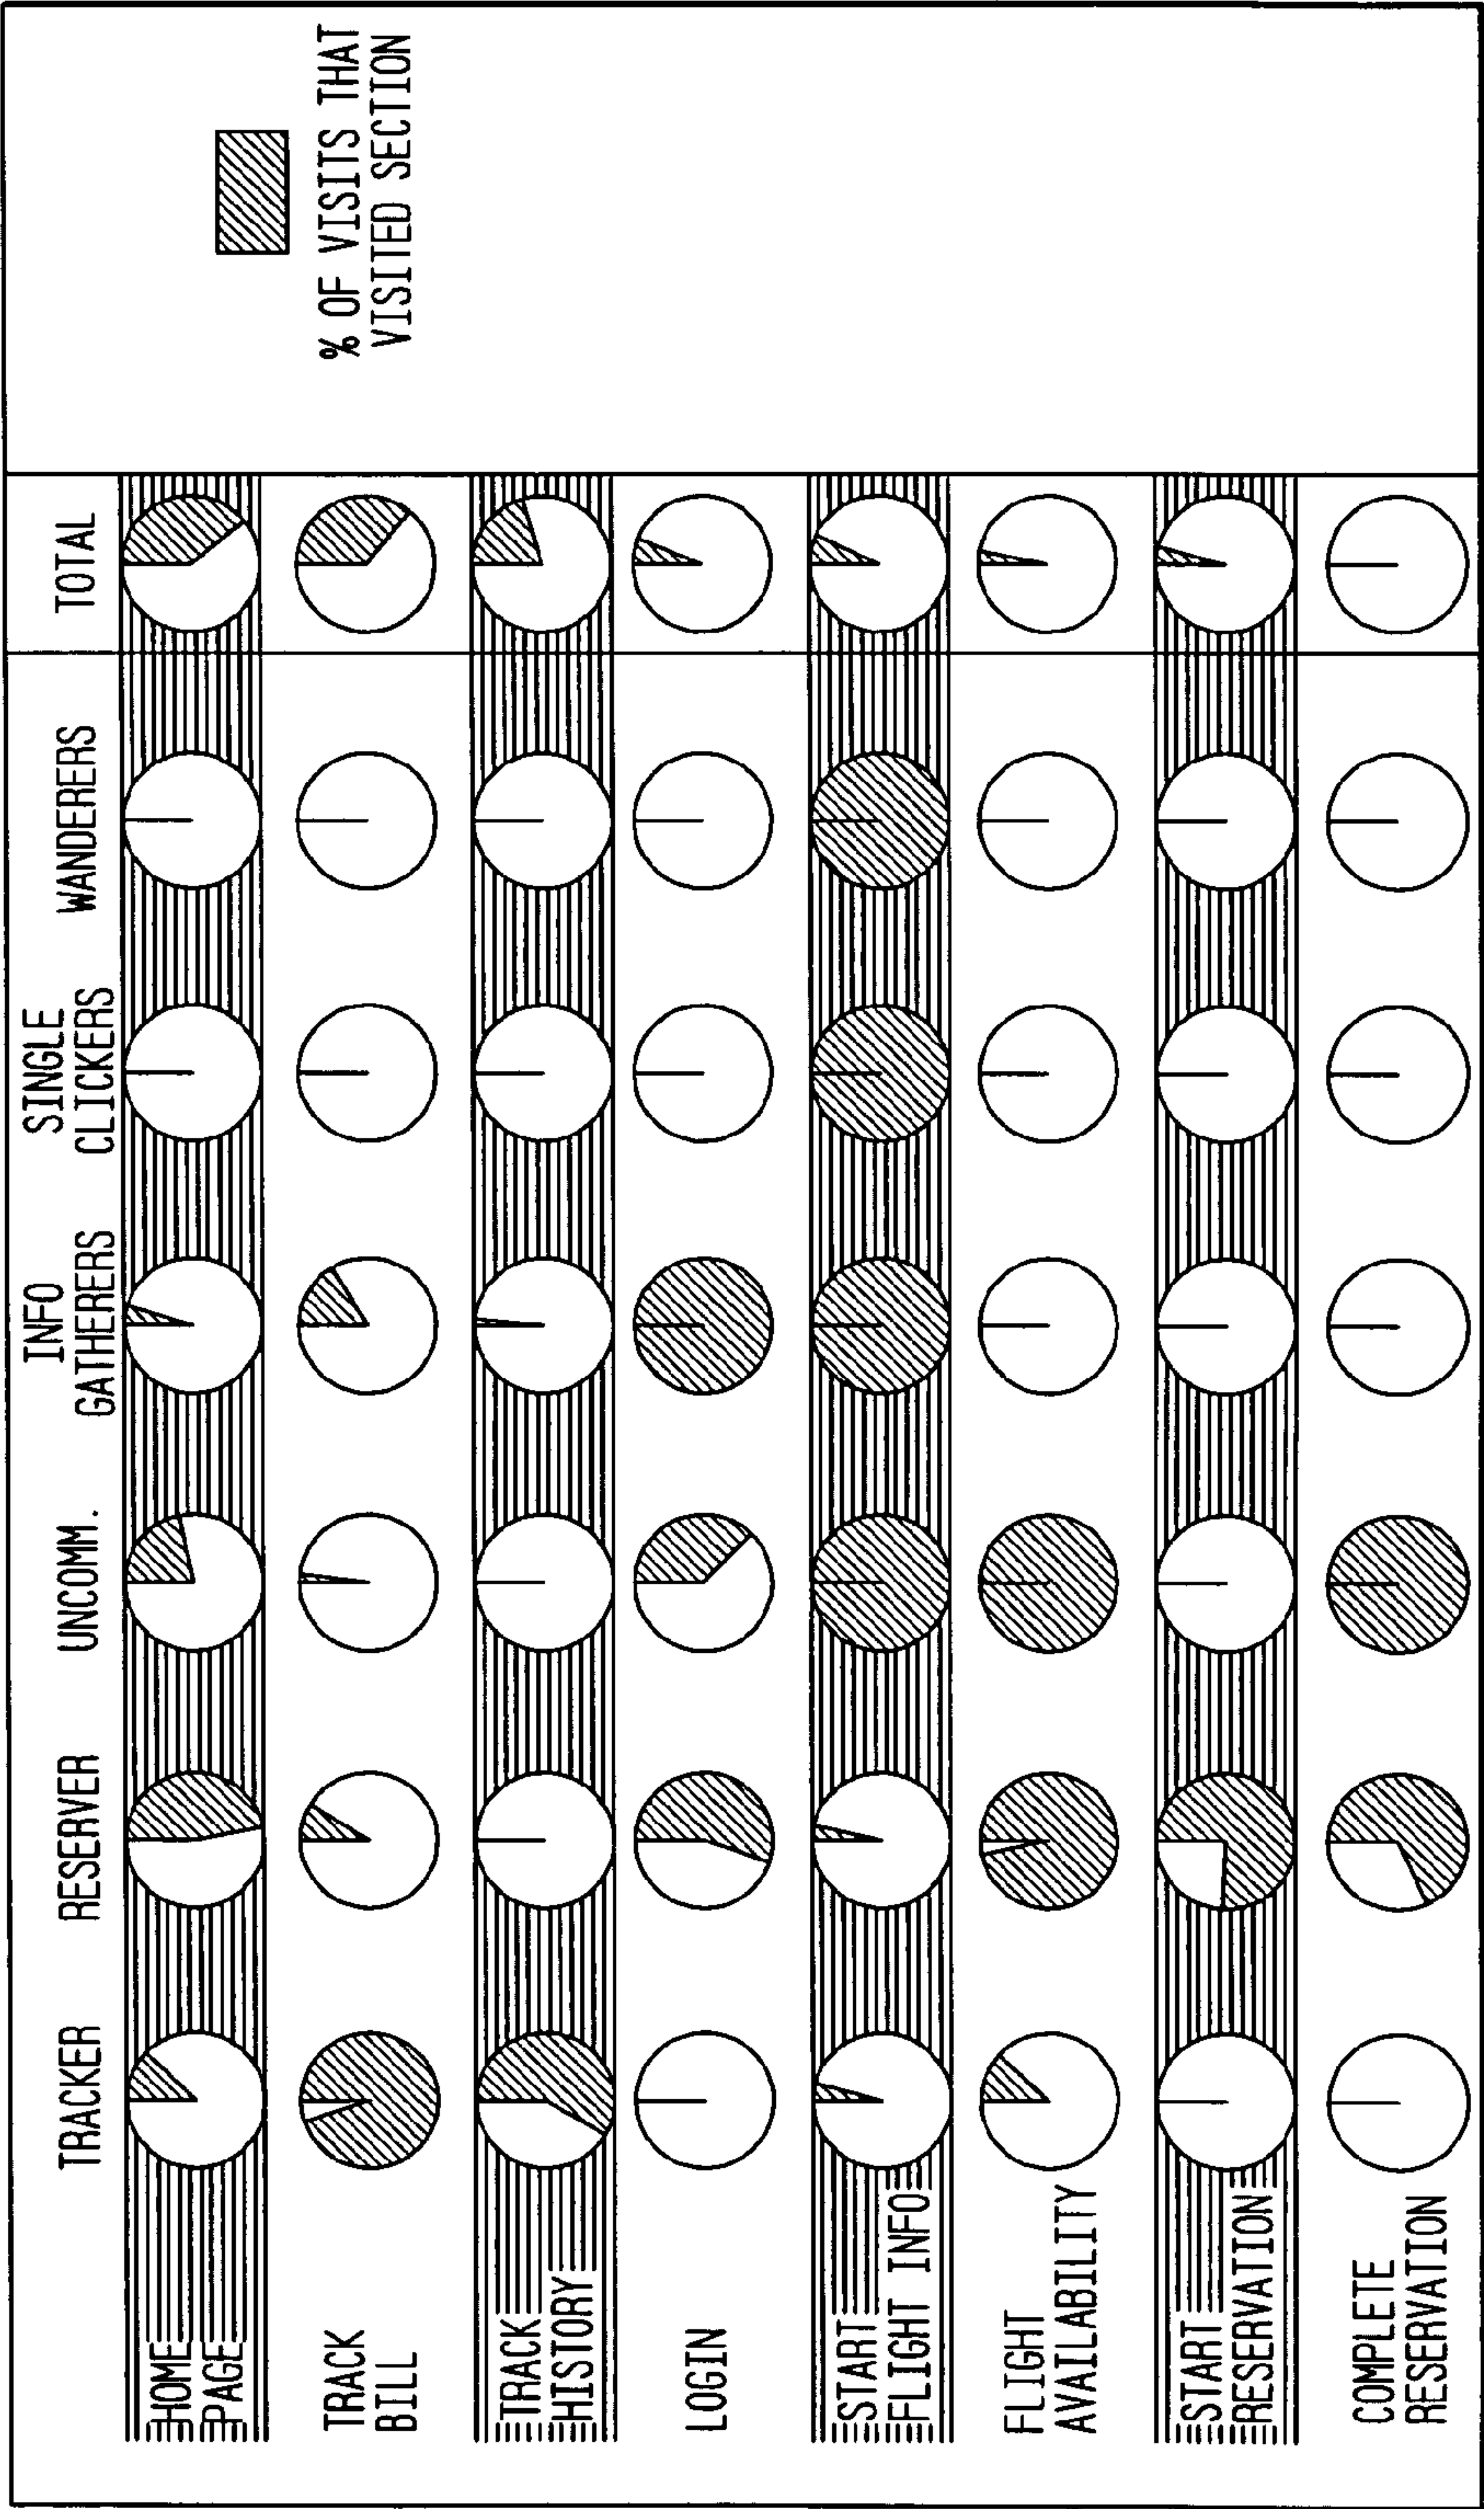 TRACKER
RESERVER
UNCOMM.
INFO
GATHERERS
SINGLE
CLICKERS
WANDERERS
TOTAL
HOME
PAGE
TRACK
BILL
TRACK
HISTORY
LOGIN
START
FLIGHT INFO
FLIGHT
AVAILABILITY
START
RESERVATION
COMPLETE
RESERVATION
% OF VISITS THAT
VISITED SECTION